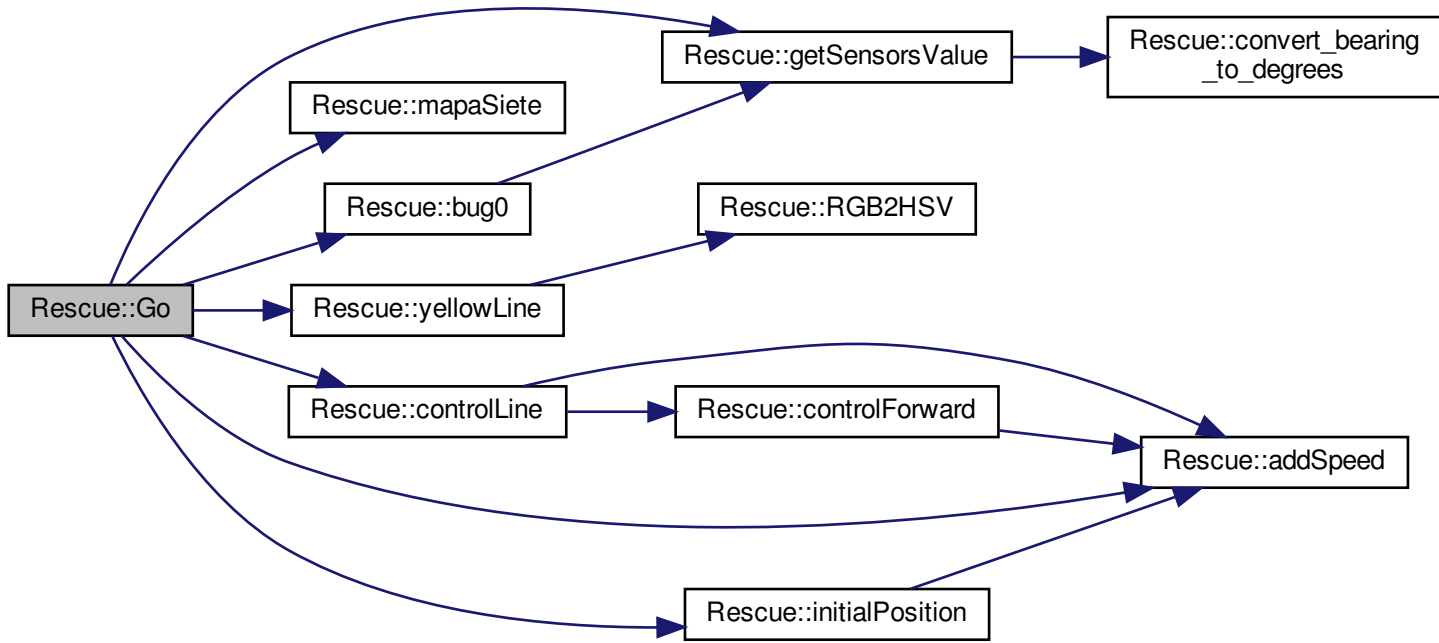 Rescue::getSensorsValue
Rescue::convert_bearing
_to_degrees
Rescue::mapaSiete
Rescue::bug0
Rescue::RGB2HSV
Rescue::Go
Rescue::yellowLine
Rescue::controlLine
Rescue::controlForward
Rescue::addSpeed
Rescue::initialPosition